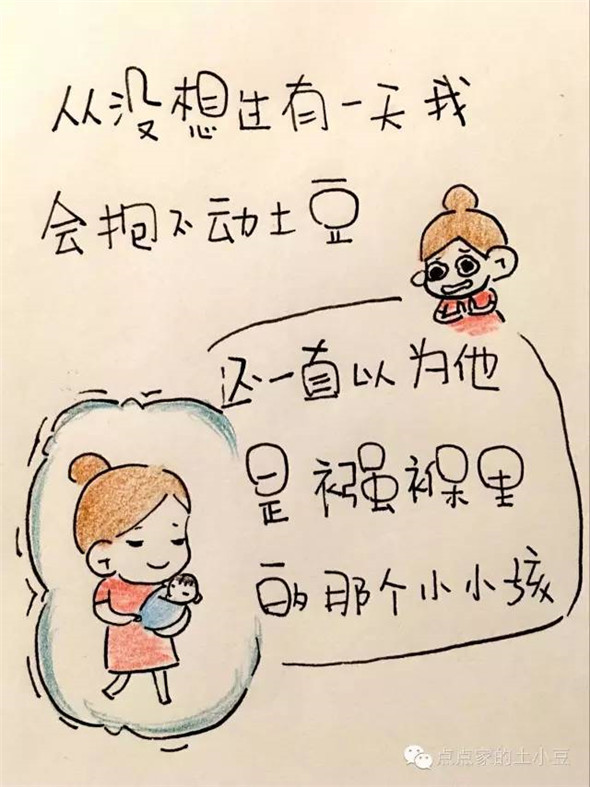 从没想过有一天我
会抱不动土豆
还一直以为他
是襁褓里
的那个小小孩
点点家的土小豆